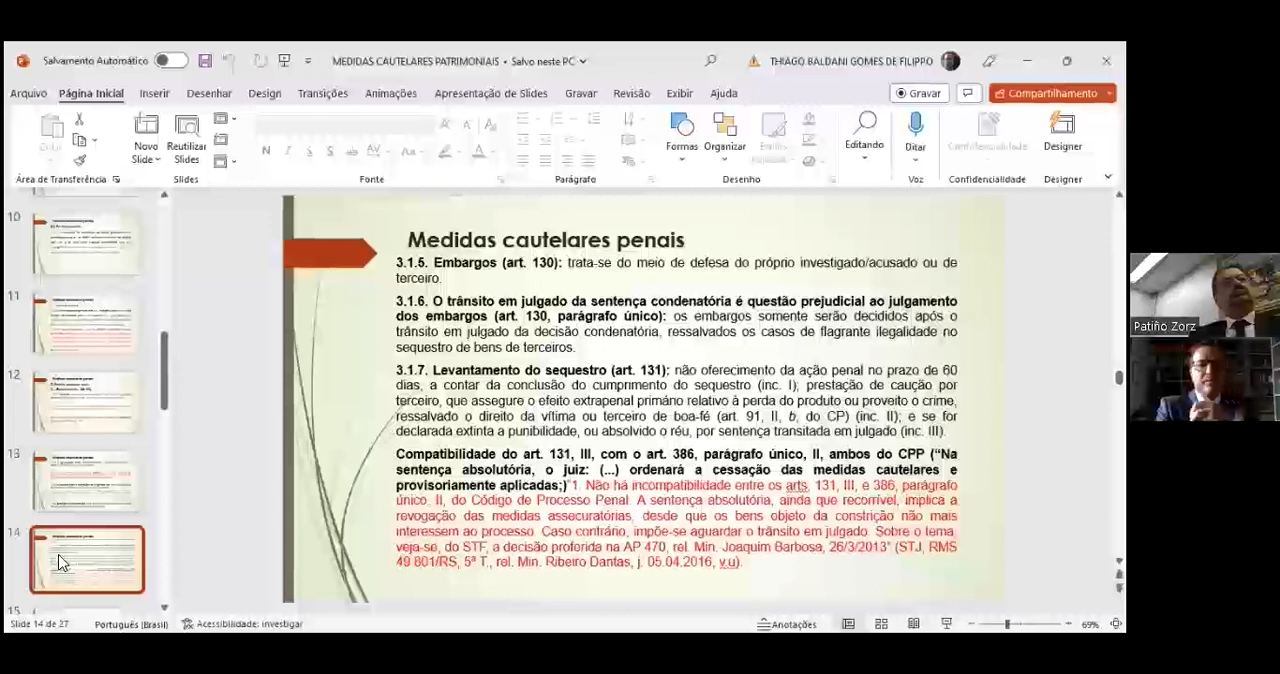 Salvamento Automático
MEDIDAS CAUTELARES PATRIMONIAIS • Salvo neste PC
THIAGO BALDANI GOMES DE FILIPPO
Arquivo Página Inicial Inserir Desenhar Design Transições Animações Apresentação de Slides Gravar Revisão Exibir Ajuda
Gravar
Compartilhamento
Novo Slide
Reutilizar Slides
Formas
Organizar
Editando
Ditar
Confidencialidade
Designer
Área de Transferência
Slides
Fonte
Parágrafo
Desenho
Voz
Confidencialidade
Designer
10
11
12
13
14
15
Medidas cautelares penais
3.1.5. Embargos (art. 130): trata-se do meio de defesa do próprio investigado/acusado ou de
terceiro.
3.1.6. O trânsito em julgado da sentença condenatória é questão prejudicial ao julgamento
dos embargos (art. 130, parágrafo único): os embargos somente serão decididos após o
trânsito em julgado da decisão condenatória, ressalvados os casos de flagrante ilegalidade no
sequestro de bens de terceiros.
3.1.7. Levantamento do sequestro (art. 131): não oferecimento da ação penal no prazo de 60
dias, a contar da conclusão do cumprimento do sequestro (inc. I); prestação de caução por
terceiro, que assegure o efeito extrapenal primário relativo à perda do produto ou proveito o crime,
ressalvado o direito da vítima ou terceiro de boa-fé (art. 91, II, b, do CP) (inc. II); e se for
declarada extinta a punibilidade, ou absolvido o réu, por sentença transitada em julgado (inc. III).
Compatibilidade do art. 131, III, com o art. 386, parágrafo único, II, ambos do CPP (“Na
sentença absolutória, o juiz: (...) ordenará a cessação das medidas cautelares e
provisoriamente aplicadas;)“1. Não há incompatibilidade entre os arts. 131, III, e 386, parágrafo
único, II, do Código de Processo Penal. A sentença absolutória, ainda que recorrível, implica a
revogação das medidas assecuratórias, desde que os bens objeto da constrição não mais
interessem ao processo. Caso contrário, impõe-se aguardar o trânsito em julgado. Sobre o tema,
veja-se, do STF, a decisão proferida na AP 470, rel. Min. Joaquim Barbosa, 26/3/2013” (STJ, RMS
49.801/RS, 5ª T., rel. Min. Ribeiro Dantas, j. 05.04.2016, v.u).
Patiño Zorz
Slide 14 de 27
Português (Brasil)
Acessibilidade: investigar
Anotações
69%